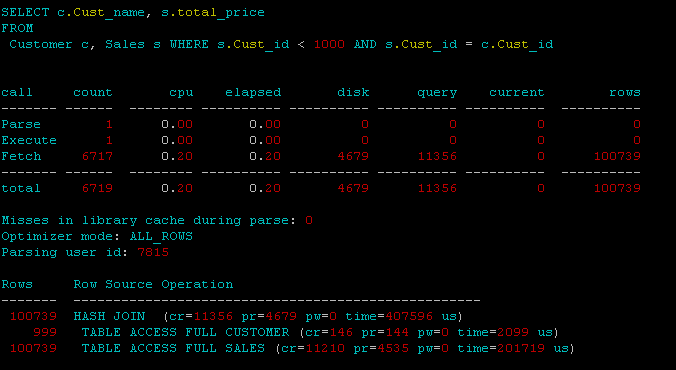 SELECT c.Cust_name, s.total_price
FROM
 Customer c, Sales s WHERE s.Cust_id < 1000 AND s.Cust_id = c.Cust_id
call     count       cpu    elapsed       disk      query    current        rows
------- ------  -------- ---------- ---------- ---------- ----------  ----------
Parse        1      0.00       0.00          0          0          0           0
Execute      1      0.00       0.00          0          0          0           0
Fetch     6717      0.20       0.20       4679      11356          0      100739
------- ------  -------- ---------- ---------- ---------- ----------  ----------
total     6719      0.20       0.20       4679      11356          0      100739
Misses in library cache during parse: 0
Optimizer mode: ALL_ROWS
Parsing user id: 7815
Rows     Row Source Operation
-------  ---------------------------------------------------
 100739  HASH JOIN  (cr=11356 pr=4679 pw=0 time=407596 us)
    999   TABLE ACCESS FULL CUSTOMER (cr=146 pr=144 pw=0 time=2099 us)
 100739   TABLE ACCESS FULL SALES (cr=11210 pr=4535 pw=0 time=201719 us)